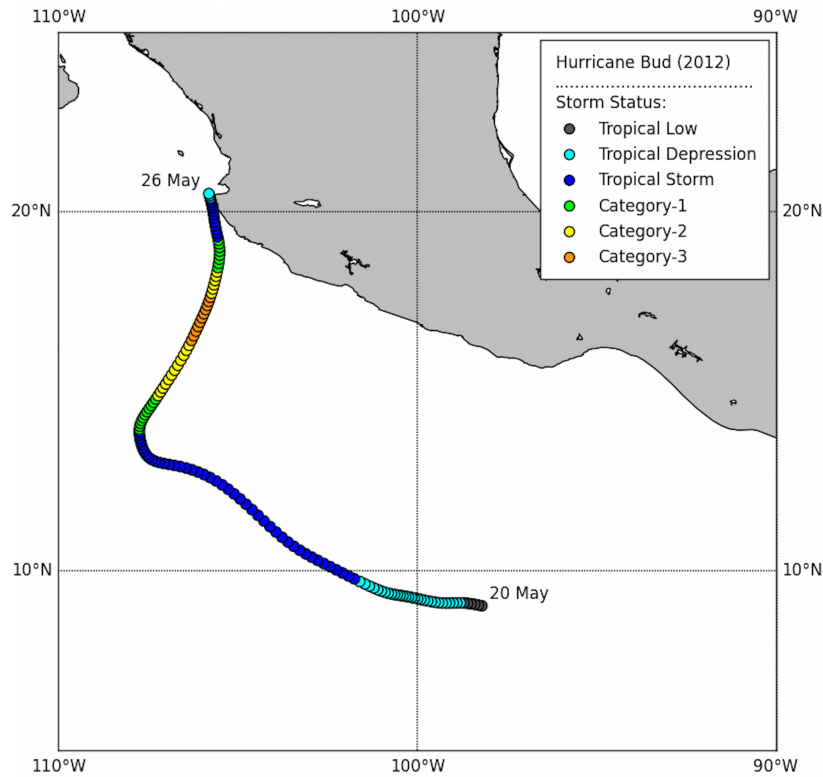 110°W 100°W 90°W
Hurricane Bud (2012)
Storm Status:
Tropical Low
Tropical Depression
Tropical Storm
Category-1
Category-2
Category-3
26 May
20°N 20°N
10°N 10°N
20 May
110°W 100°W 90°W